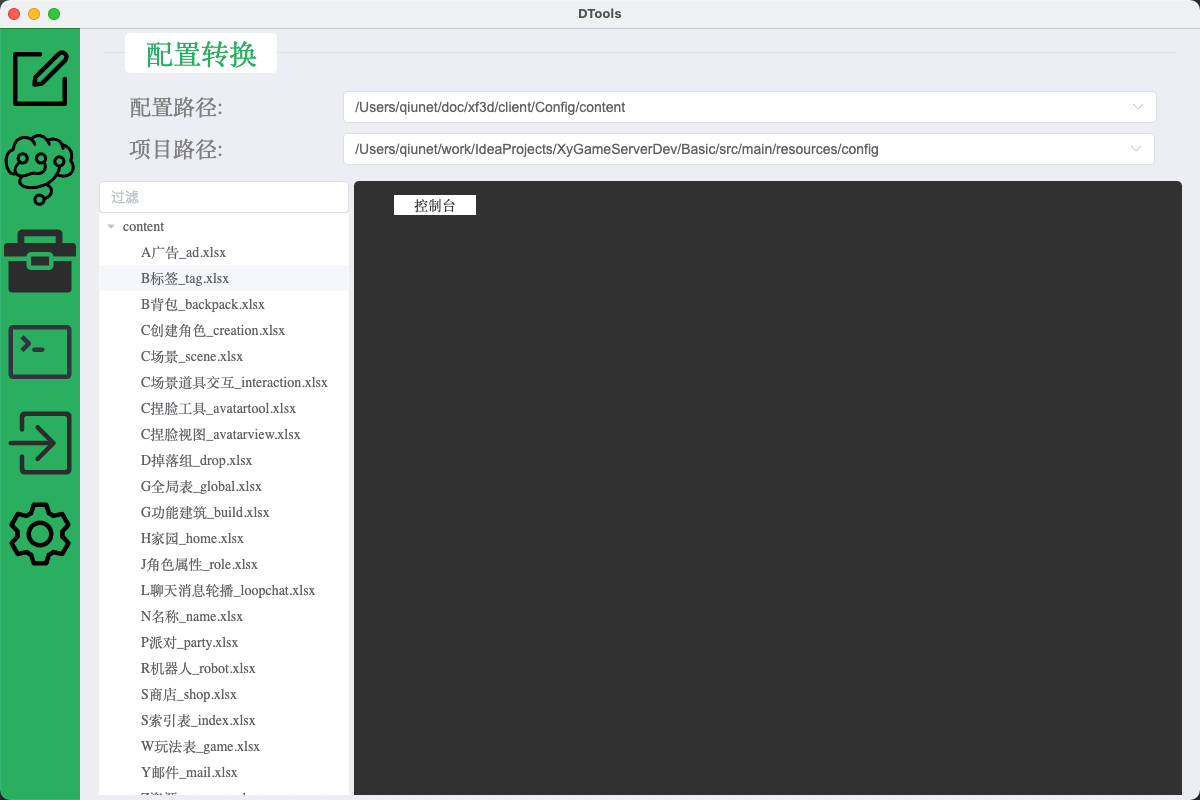 DTools
配置转换
配置路径:
/Users/qiunet/doc/xf3d/client/Config/content
项目路径:
/Users/qiunet/work/IdeaProjects/XyGameServerDev/Basic/src/main/resources/config
过滤
控制台
content
A广告_ad.xlsx
B标签_tag.xlsx
B背包_backpack.xlsx
C创建角色_creation.xlsx
C场景_scene.xlsx
C场景道具交互_interaction.xlsx
C捏脸工具_avatartool.xlsx
C捏脸视图_avatarview.xlsx
D掉落组_drop.xlsx
G全局表_global.xlsx
G功能建筑_build.xlsx
H家园_home.xlsx
J角色属性_role.xlsx
L聊天消息轮播_loopchat.xlsx
N名称_name.xlsx
P派对_party.xlsx
R机器人_robot.xlsx
S商店_shop.xlsx
S索引表_index.xlsx
W玩法表_game.xlsx
Y邮件_mail.xlsx